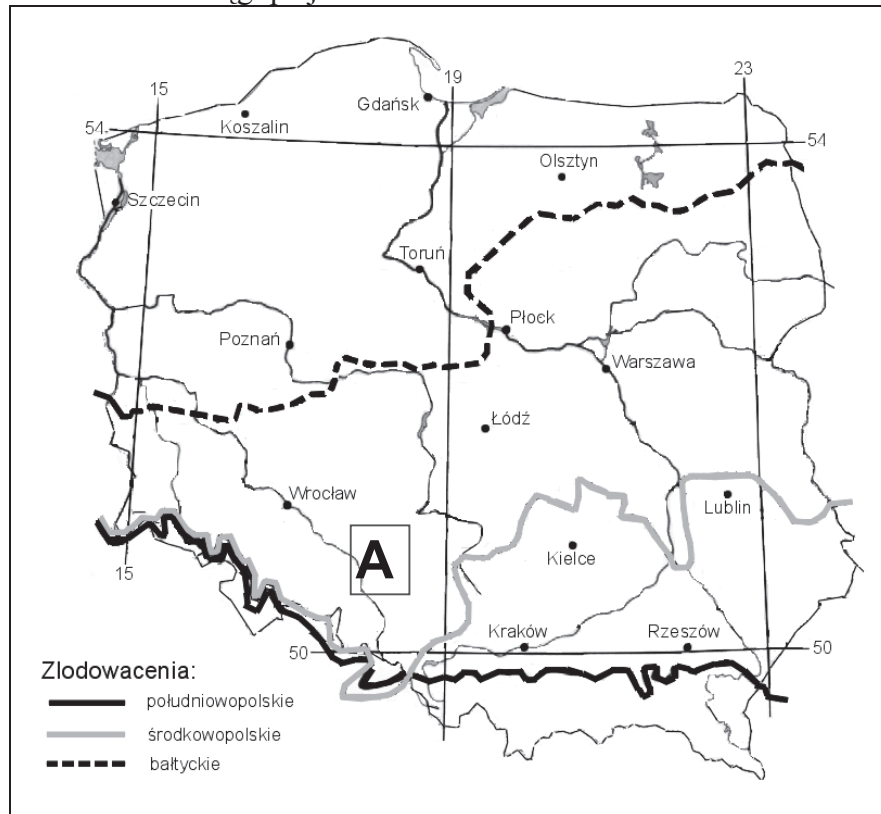 15
19
23
Gdańsk
Koszalin
54
54
Olsztyn
Szczecin
Toruń
Płock
Poznań
Warszawa
Łódź
Wrocław
Lublin
A
Kielce
15
Kraków
Rzeszów
50
50
Zlodowacenia:
południowopolskie
środkowopolskie
bałtyckie